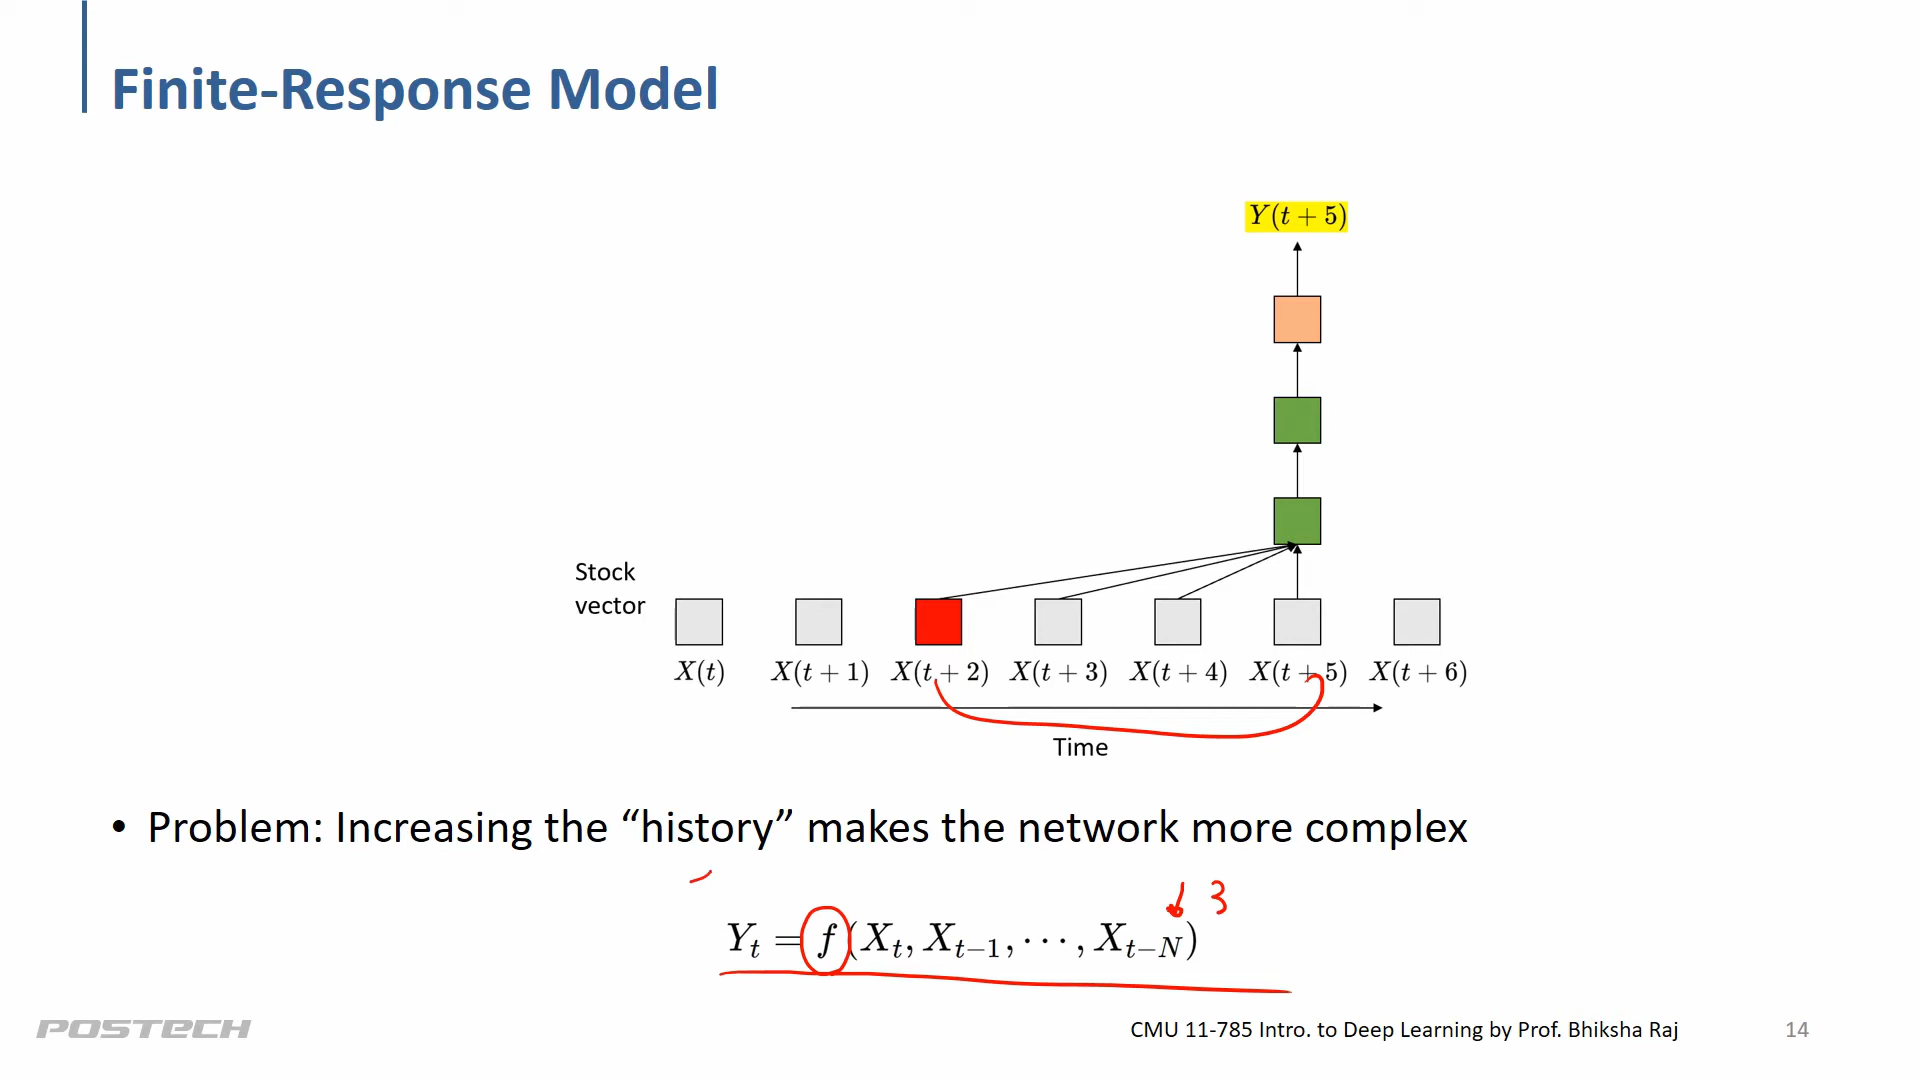 Finite-Response Model
Y(t + 5)
Stock
vector
X(t) X(t + 1) X(t + 2) X(t + 3) X(t + 4) X(t + 5) X(t + 6)
Time
• Problem: Increasing the “history” makes the network more complex
3
Y_t = f(X_t, X_{t−1}, ⋯, X_{t−N})
POSTECH
CMU 11-785 Intro. to Deep Learning by Prof. Bhiksha Raj
14